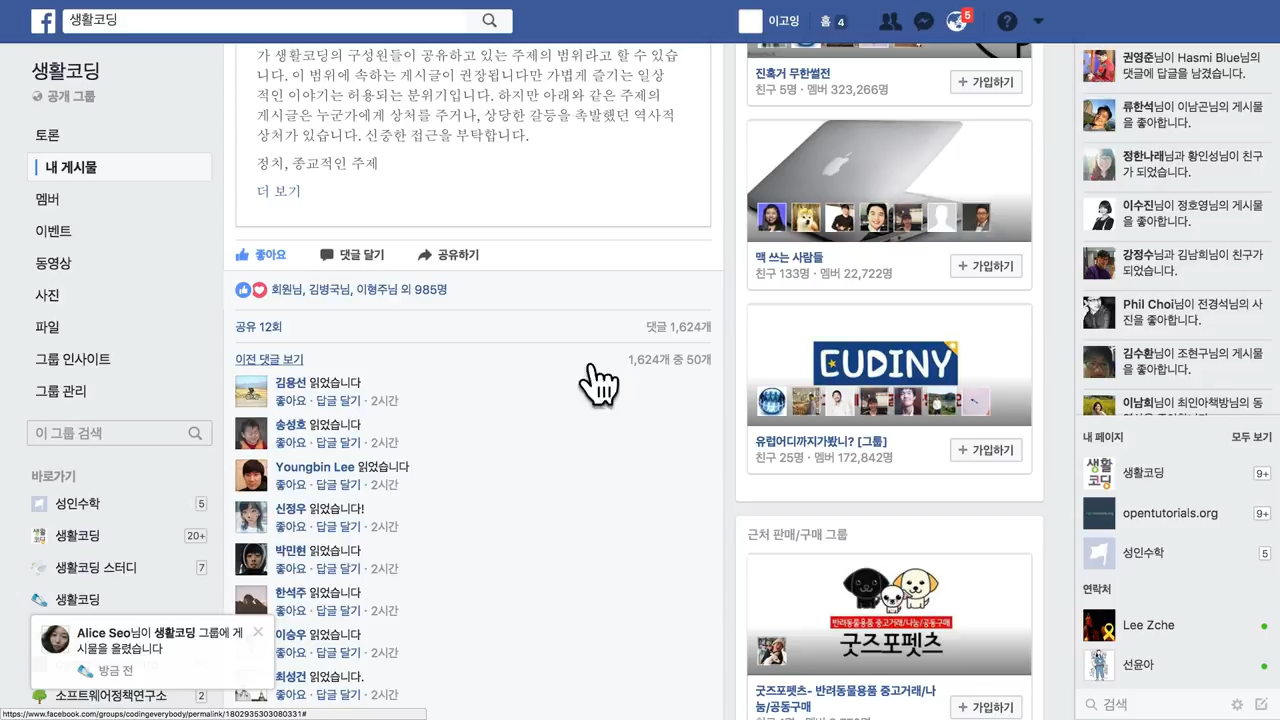 생활코딩
이고잉
홈 4
5
생활코딩
공개 그룹
토론
내 게시물
멤버
이벤트
동영상
사진
파일
그룹 인사이트
그룹 관리
이 그룹 검색
바로가기
성인수학 5
생활코딩 20+
생활코딩 스터디 7
생활코딩
Alice Seo님이 생활코딩 그룹에 게
시물을 올렸습니다
방금 전
소프트웨어정책연구소 2
https://www.facebook.com/groups/codingeverybody/permalink/1802935303080331#
가 생활코딩의 구성원들이 공유하고 있는 주제의 범위라고 할 수 있습
니다. 이 범위에 속하는 게시글이 권장됩니다만 가볍게 즐기는 일상
적인 이야기는 허용되는 분위기입니다. 하지만 아래와 같은 주제의
게시글은 누군가에게 상처를 주거나, 상당한 갈등을 촉발했던 역사적
상처가 있습니다. 신중한 접근을 부탁합니다.
정치, 종교적인 주제
더 보기
좋아요 댓글 달기 공유하기
회원님, 김병국님, 이형주님 외 985명
공유 12회 댓글 1,624개
이전 댓글 보기 1,624개 중 50개
김용선 읽었습니다
좋아요 · 답글 달기 · 2시간
송성호 읽었습니다
좋아요 · 답글 달기 · 2시간
Youngbin Lee 읽었습니다
좋아요 · 답글 달기 · 2시간
신정우 읽었습니다!
좋아요 · 답글 달기 · 2시간
박민현 읽었습니다
좋아요 · 답글 달기 · 2시간
한석주 읽었습니다
좋아요 · 답글 달기 · 2시간
이승우 읽었습니다
좋아요 · 답글 달기 · 2시간
최성건 읽었습니다.
좋아요 · 답글 달기 · 2시간
진혹거 무한썰전
친구 5명 · 멤버 323,266명
+ 가입하기
맥 쓰는 사람들
친구 133명 · 멤버 22,722명
+ 가입하기
EUDINY
유럽어디까지가봤니? [그룹]
친구 25명 · 멤버 172,842명
+ 가입하기
근처 판매/구매 그룹
반려동물용품 중고거래/나눔/공동구매
굿즈포펫츠
굿즈포펫츠- 반려동물용품 중고거래/나
눔/공동구매
+ 가입하기
권영준님이 Hasmi Blue님의
댓글에 답글을 남겼습니다.
류한석님이 이남곤님의 게시물
을 좋아합니다.
정한나래님과 황인성님이 친구
가 되었습니다.
이수진님이 정호영님의 게시물
을 좋아합니다.
강정수님과 김남희님이 친구가
되었습니다.
Phil Choi님이 전경석님의 사
진을 좋아합니다.
김수환님이 조현구님의 게시물
을 좋아합니다.
이남희님이 최인아책방님의 동
내 페이지 모두 보기
생활코딩 9+
opentutorials.org 9+
성인수학 5
연락처
Lee Zche
선윤아
검색